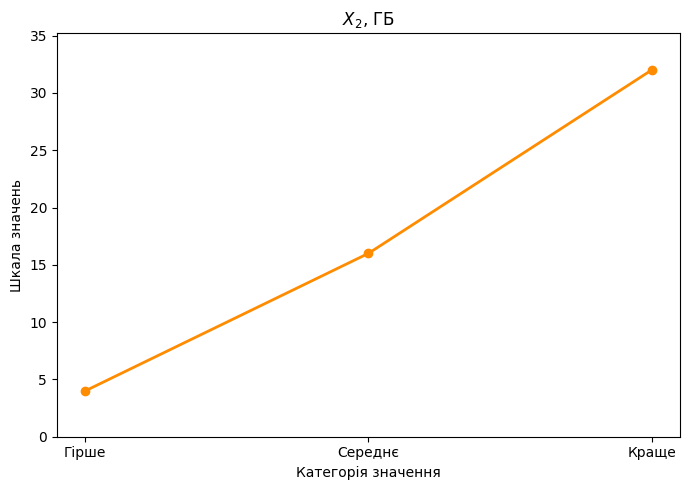 X₂, ГБ
Шкала значень
35
30
25
20
15
10
5
0
Гірше Середнє Краще
Категорія значення